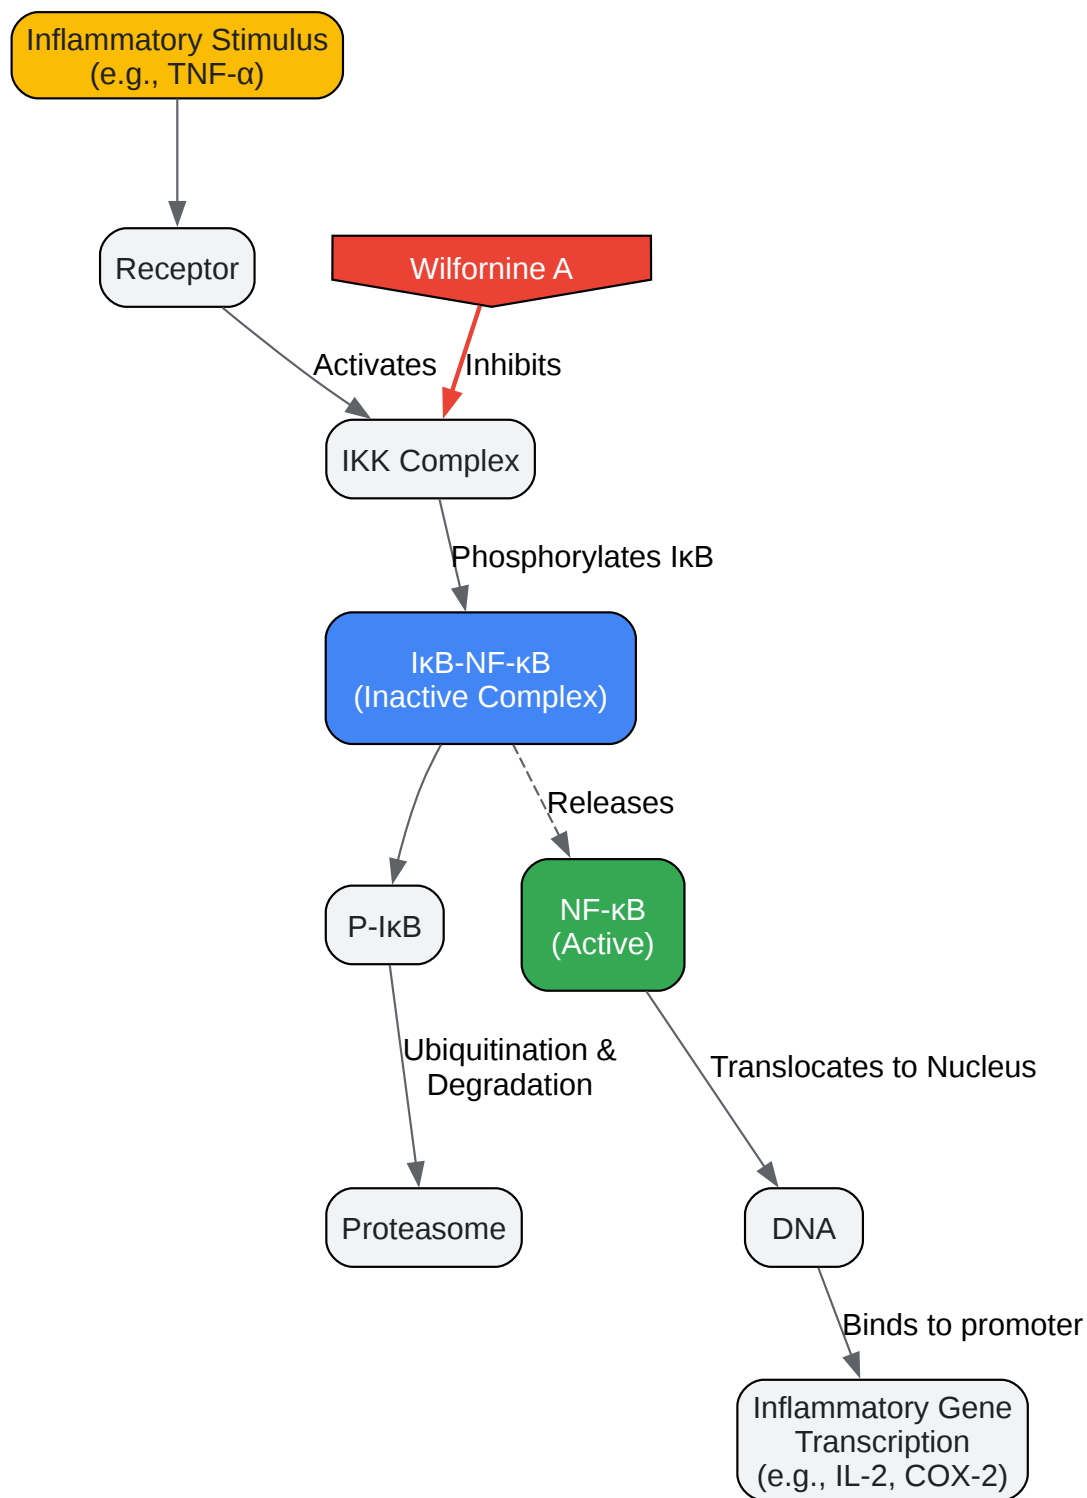 Inflammatory Stimulus
(e.g., TNF-α)
Receptor
Wilfornine A
Activates
Inhibits
IKK Complex
Phosphorylates IκB
IκB-NF-κB
(Inactive Complex)
Releases
P-IκB
NF-κB
(Active)
Ubiquitination &
Degradation
Translocates to Nucleus
Proteasome
DNA
Binds to promoter
Inflammatory Gene
Transcription
(e.g., IL-2, COX-2)